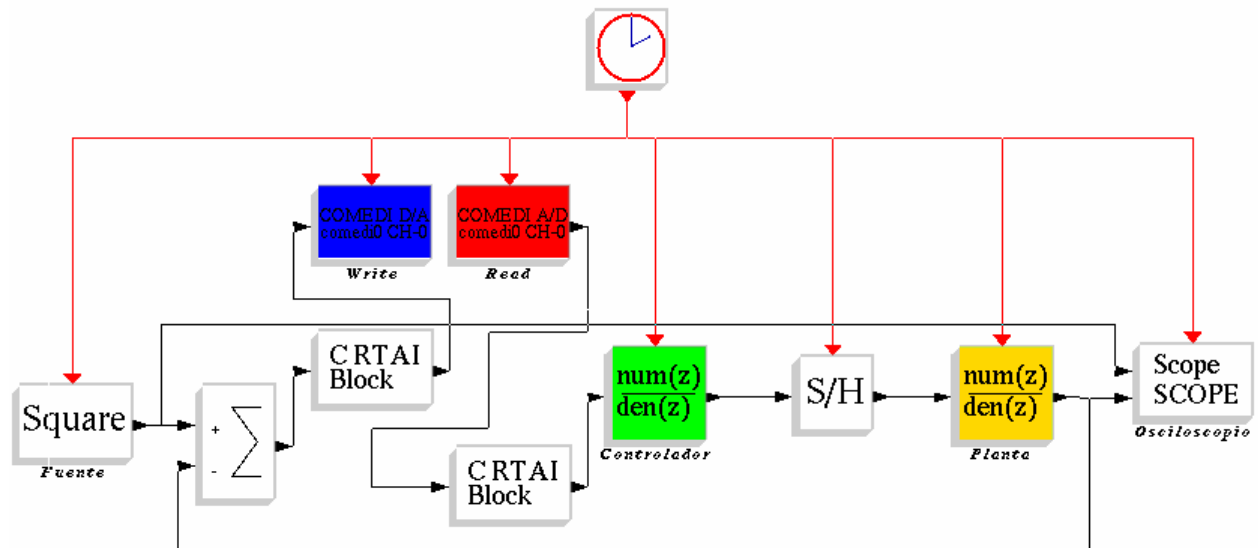 COMEDI D/A
comedi0 CH-0
Write
COMEDI A/D
comedi0 CH-0
Read
CRTAI
Block
num(z)
den(z)
Controlador
S/H
num(z)
den(z)
Planta
Scope
SCOPE
Osciloscopio
Square
Fuente
+
-
∑
CRTAI
Block